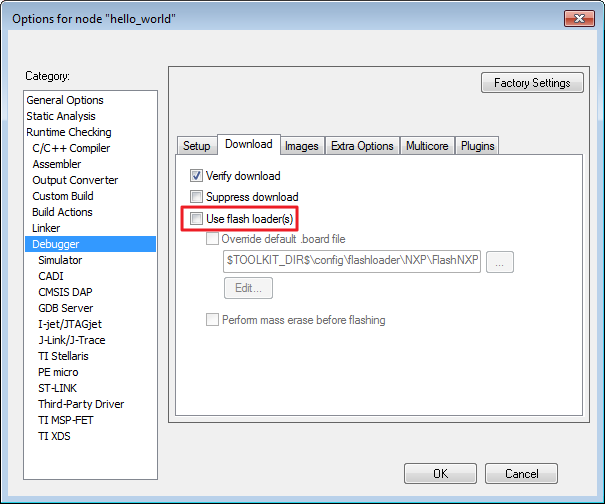 Options for node "hello_world"
Category:
Factory Settings
General Options
Static Analysis
Runtime Checking
C/C++ Compiler
Assembler
Output Converter
Custom Build
Build Actions
Linker
Debugger
Simulator
CADI
CMSIS DAP
GDB Server
I-jet/JTAGjet
J-Link/J-Trace
TI Stellaris
PE micro
ST-LINK
Third-Party Driver
TI MSP-FET
TI XDS
Setup Download Images Extra Options Multicore Plugins
Verify download
Suppress download
Use flash loader(s)
Override default .board file
$TOOLKIT_DIR$\config\flashloader\NXP\FlashNXP ...
Edit...
Perform mass erase before flashing
OK Cancel